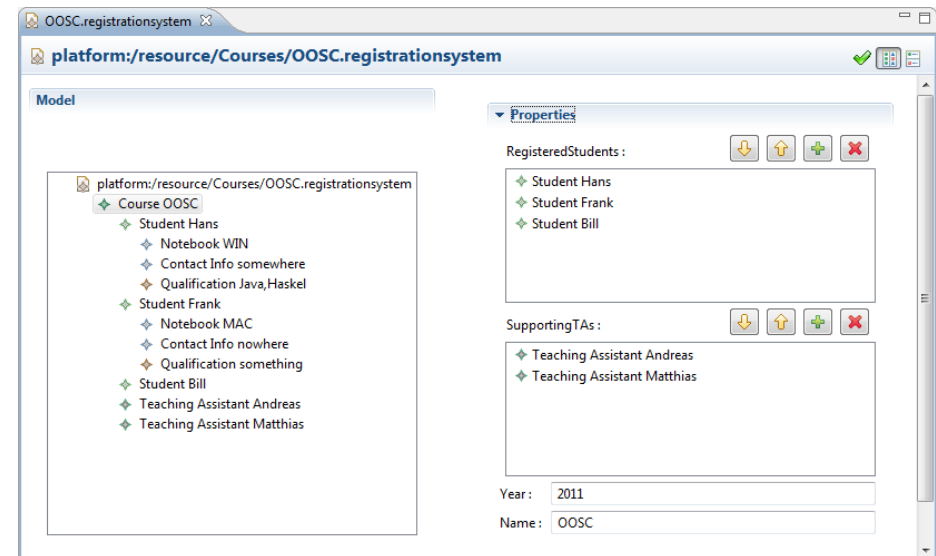 OOSC.registrationsystem
platform:/resource/Courses/OOSC.registrationsystem
Model
platform:/resource/Courses/OOSC.registrationsystem
Course OOSC
Student Hans
Notebook WIN
Contact Info somewhere
Qualification Java,Haskel
Student Frank
Notebook MAC
Contact Info nowhere
Qualification something
Student Bill
Teaching Assistant Andreas
Teaching Assistant Matthias
Properties
RegisteredStudents :
Student Hans
Student Frank
Student Bill
SupportingTAs :
Teaching Assistant Andreas
Teaching Assistant Matthias
Year : 2011
Name : OOSC